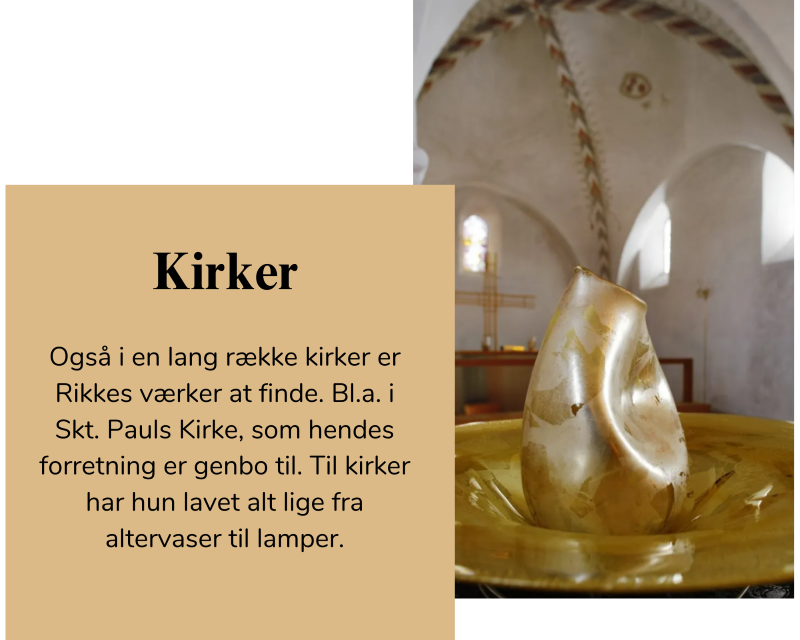 Kirker
Også i en lang række kirker er
Rikkes værker at finde. Bl.a. i
Skt. Pauls Kirke, som hendes
forretning er genbo til. Til kirker
har hun lavet alt lige fra
altervaser til lamper.